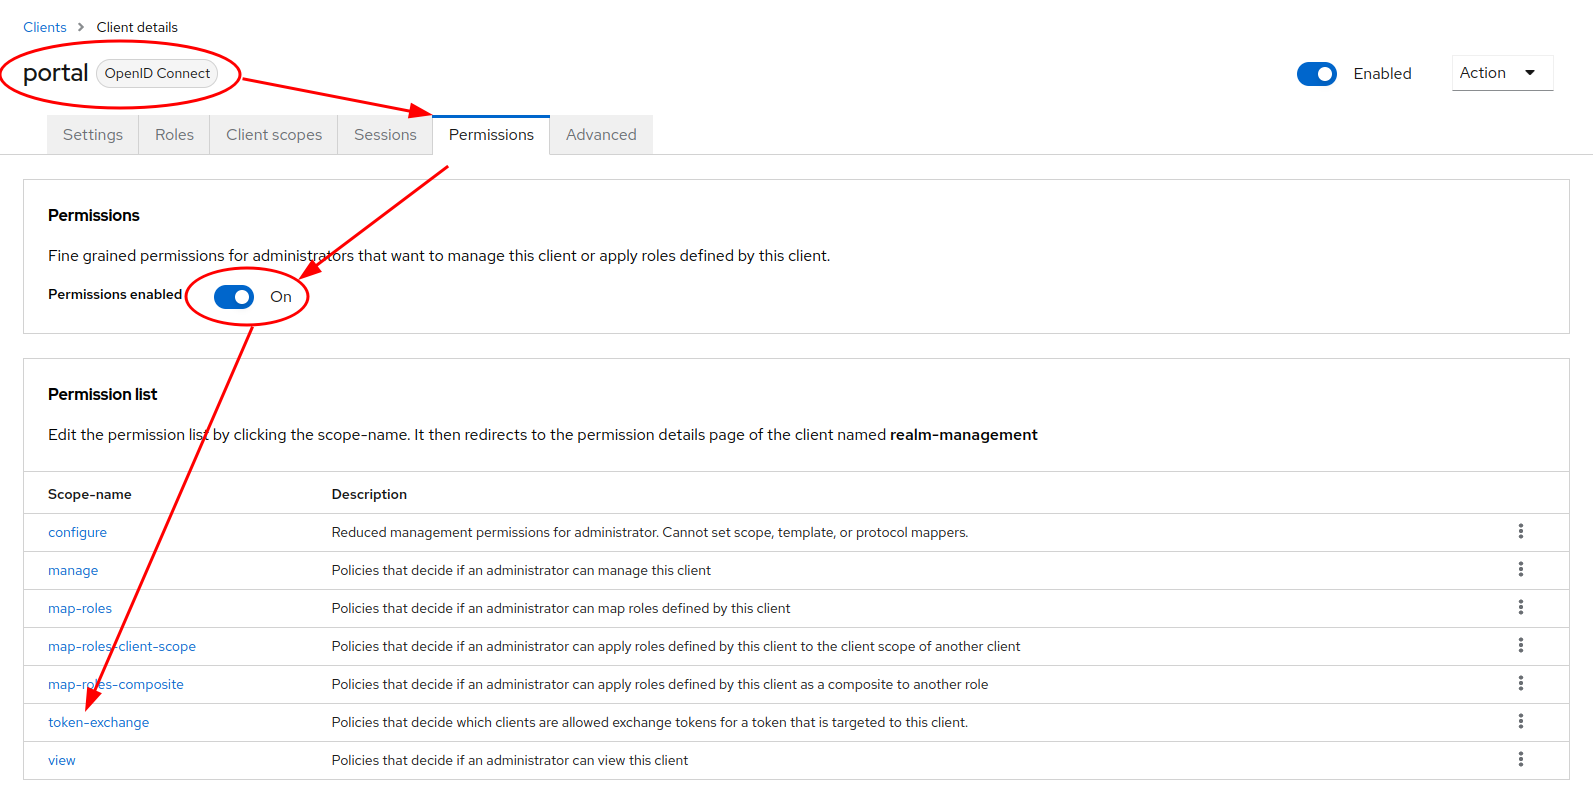 Clients > Client details
portal OpenID Connect Enabled Action
Settings Roles Client scopes Sessions Permissions Advanced
Permissions
Fine grained permissions for administrators that want to manage this client or apply roles defined by this client.
Permissions enabled On
Permission list
Edit the permission list by clicking the scope-name. It then redirects to the permission details page of the client named realm-management
Scope-name Description
configure Reduced management permissions for administrator. Cannot set scope, template, or protocol mappers.
manage Policies that decide if an administrator can manage this client
map-roles Policies that decide if an administrator can map roles defined by this client
map-roles-client-scope Policies that decide if an administrator can apply roles defined by this client to the client scope of another client
map-roles-composite Policies that decide if an administrator can apply roles defined by this client as a composite to another role
token-exchange Policies that decide which clients are allowed exchange tokens for a token that is targeted to this client.
view Policies that decide if an administrator can view this client